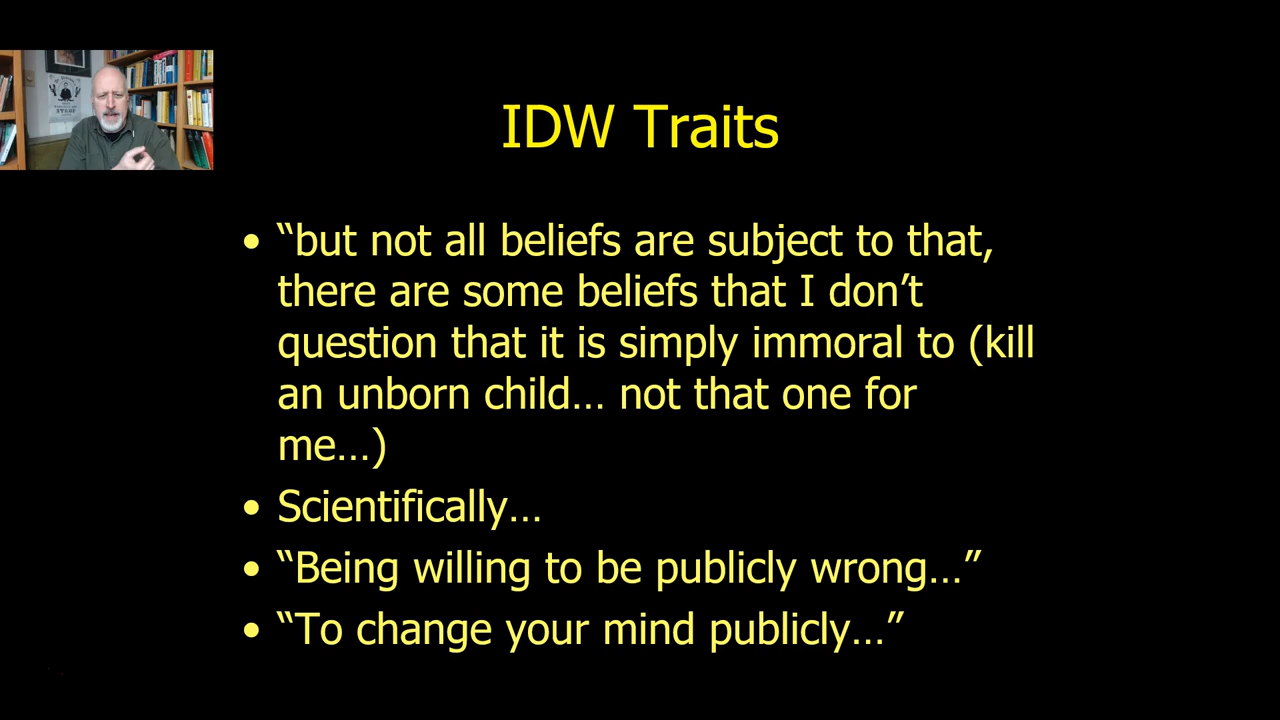 IDW Traits
• “but not all beliefs are subject to that,
there are some beliefs that I don’t
question that it is simply immoral to (kill
an unborn child… not that one for
me…)
• Scientifically…
• “Being willing to be publicly wrong…”
• “To change your mind publicly…”